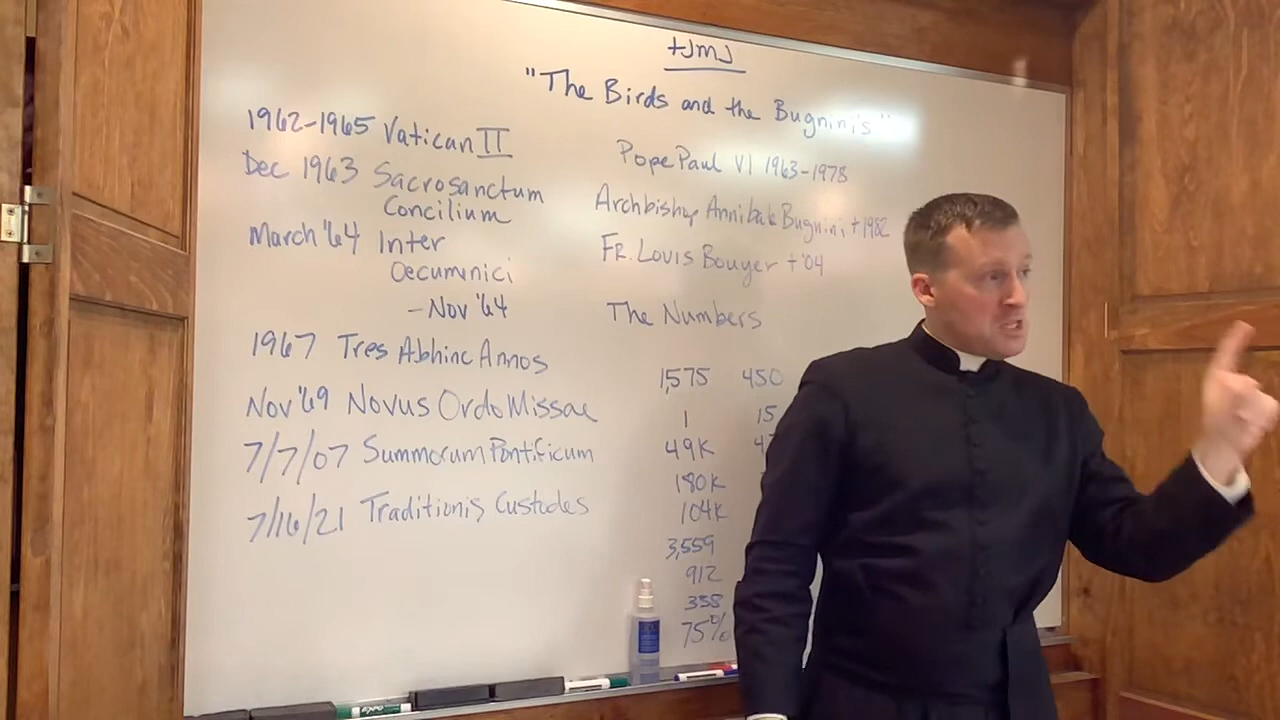 +JMJ
"The Birds and the Bugnini's"
1962-1965 Vatican II
Dec 1963 Sacrosanctum
Concilium
March '64 Inter
Oecumenici
- Nov '64
1967 Tres Abhinc Annos
Nov '69 Novus Ordo Missae
7/7/07 Summorum Pontificum
7/16/21 Traditionis Custodes
Pope Paul VI 1963-1978
Archbishop Annibale Bugnini +1982
FR. Louis Bouyer + '04
The Numbers
1,575 450
1 15
49K
180K
104K
3,559
912
338
75%